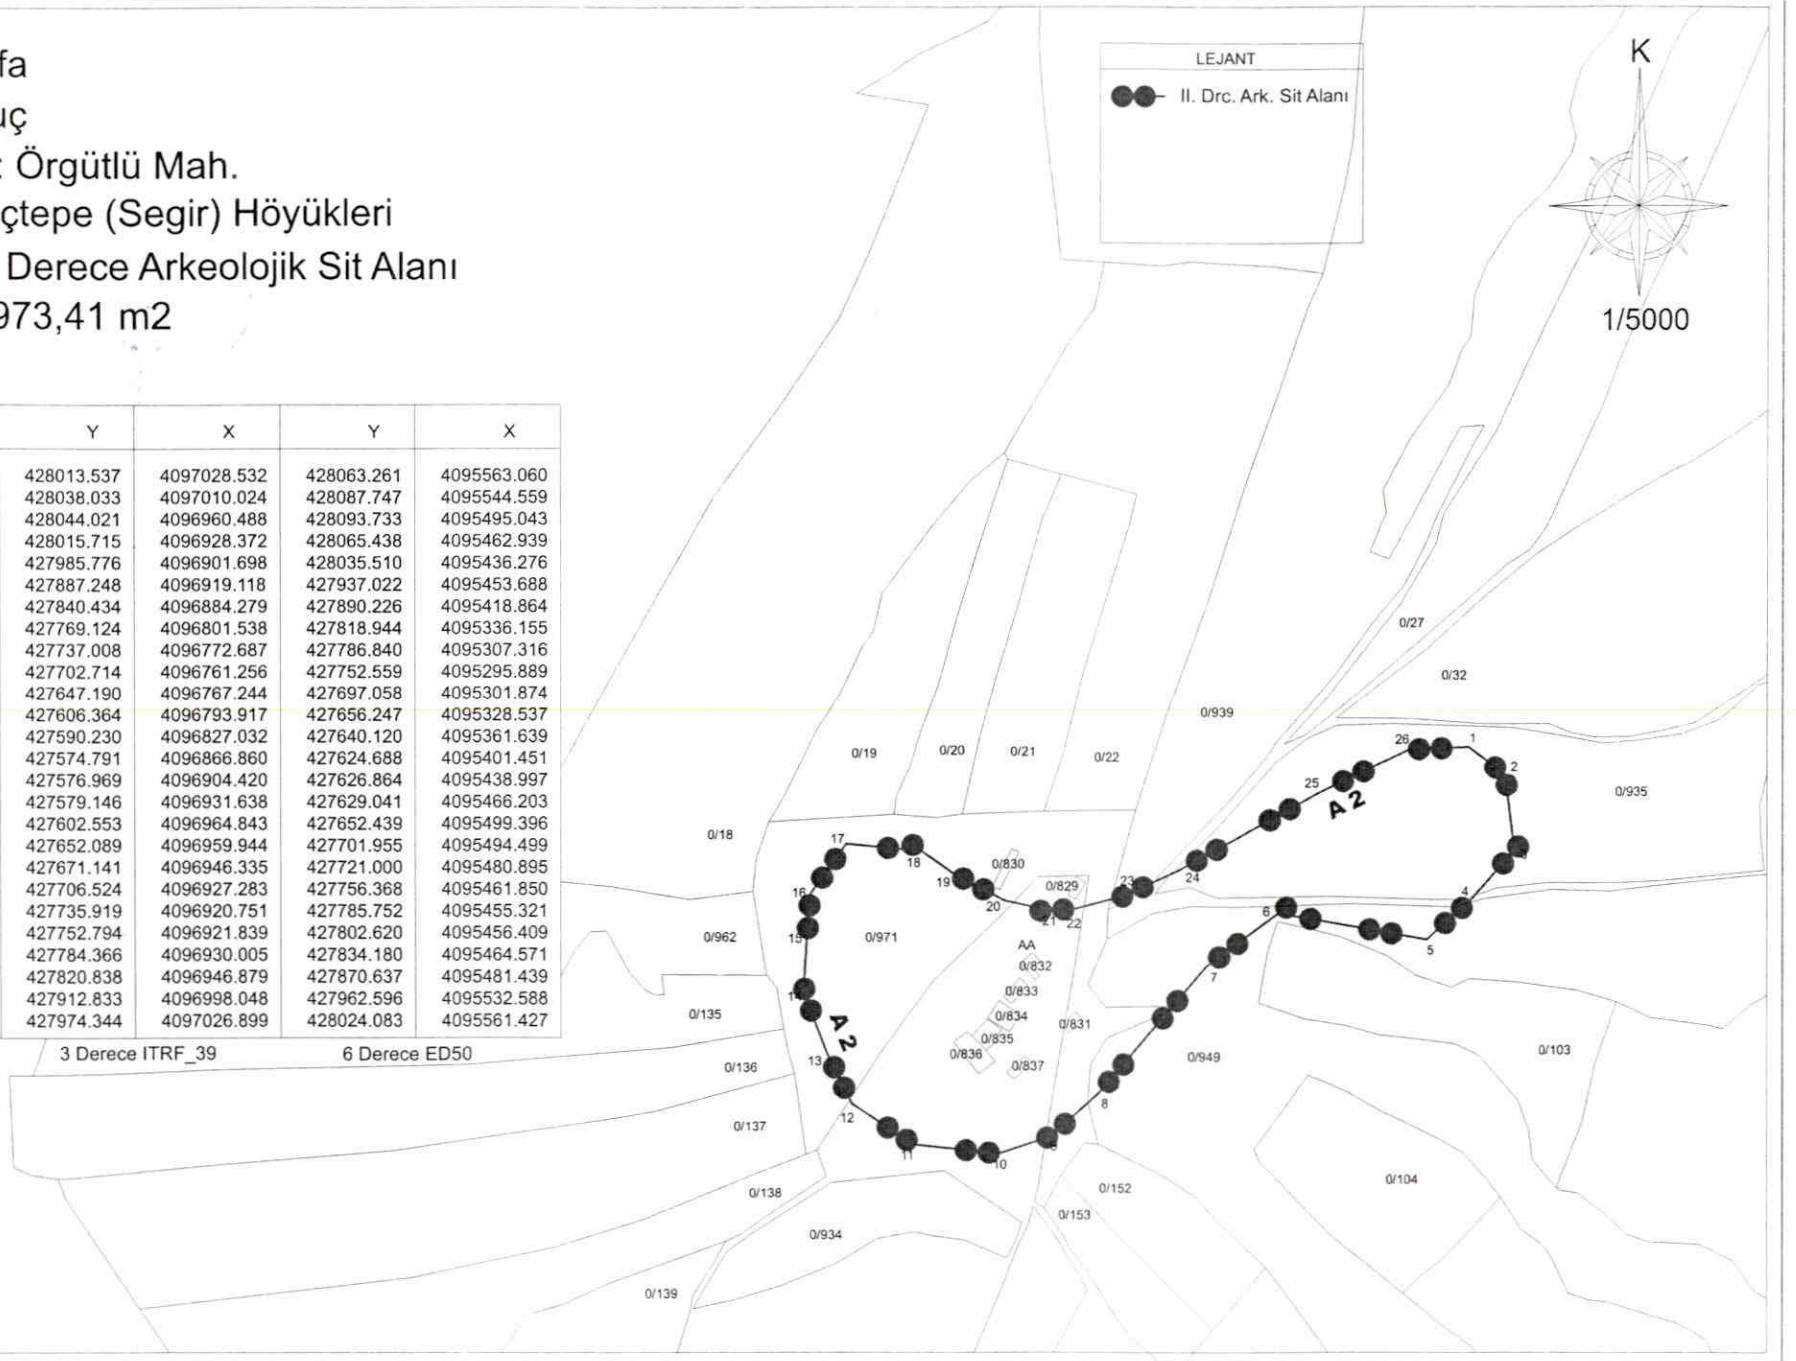 fa
uç
: Örgütlü Mah.
çtepe (Segir) Höyükleri
Derece Arkeolojik Sit Alanı
973,41 m2
Y X Y X
428013.537 4097028.532 428063.261 4095563.060
428038.033 4097010.024 428087.747 4095544.559
428044.021 4096960.488 428093.733 4095495.043
428015.715 4096928.372 428065.438 4095462.939
427985.776 4096901.698 428035.510 4095436.276
427887.248 4096919.118 427937.022 4095453.688
427840.434 4096884.279 427890.226 4095418.864
427769.124 4096801.538 427818.944 4095336.155
427737.008 4096772.687 427786.840 4095307.316
427702.714 4096761.256 427752.559 4095295.889
427647.190 4096767.244 427697.058 4095301.874
427606.364 4096793.917 427656.247 4095328.537
427590.230 4096827.032 427640.120 4095361.639
427574.791 4096866.860 427624.688 4095401.451
427576.969 4096904.420 427626.864 4095438.997
427579.146 4096931.638 427629.041 4095466.203
427602.553 4096964.843 427652.439 4095499.396
427652.089 4096959.944 427701.955 4095494.499
427671.141 4096946.335 427721.000 4095480.895
427706.524 4096927.283 427756.368 4095461.850
427735.919 4096920.751 427785.752 4095455.321
427752.794 4096921.839 427802.620 4095456.409
427784.366 4096930.005 427834.180 4095464.571
427820.838 4096946.879 427870.637 4095481.439
427912.833 4096998.048 427962.596 4095532.588
427974.344 4097026.899 428024.083 4095561.427
3 Derece ITRF_39 6 Derece ED50
LEJANT
II. Drc. Ark. Sit Alanı
K
1/5000
0/27
0/32
0/939
0/19
0/20
0/21
0/22
26
1
2
25
A2
0/935
0/18
17
18
0/830
19
0/829
23
24
3
16
20
21
22
6
4
15
0/962
0/971
AA
5
0/832
7
14
0/833
0/135
A2
0/834
0/831
0/835
0/836
0/837
0/949
0/103
13
0/136
8
12
0/137
11
10
9
0/138
0/152
0/104
0/153
0/934
0/139